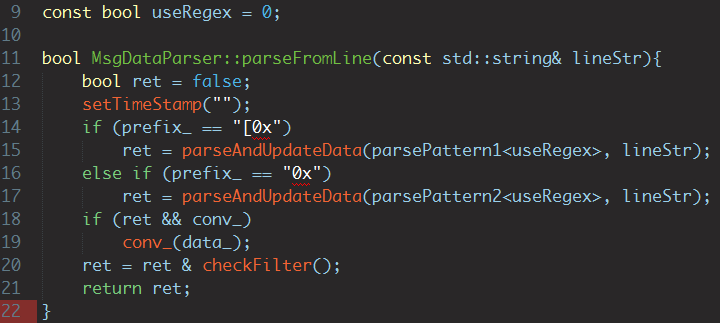 9 const bool useRegex = 0;
10
11 bool MsgDataParser::parseFromLine(const std::string& lineStr){
12     bool ret = false;
13     setTimeStamp("");
14     if (prefix_ == "[0x")
15         ret = parseAndUpdateData(parsePattern1<useRegex>, lineStr);
16     else if (prefix_ == "0x")
17         ret = parseAndUpdateData(parsePattern2<useRegex>, lineStr);
18     if (ret && conv_)
19         conv_(data_);
20     ret = ret & checkFilter();
21     return ret;
22 }